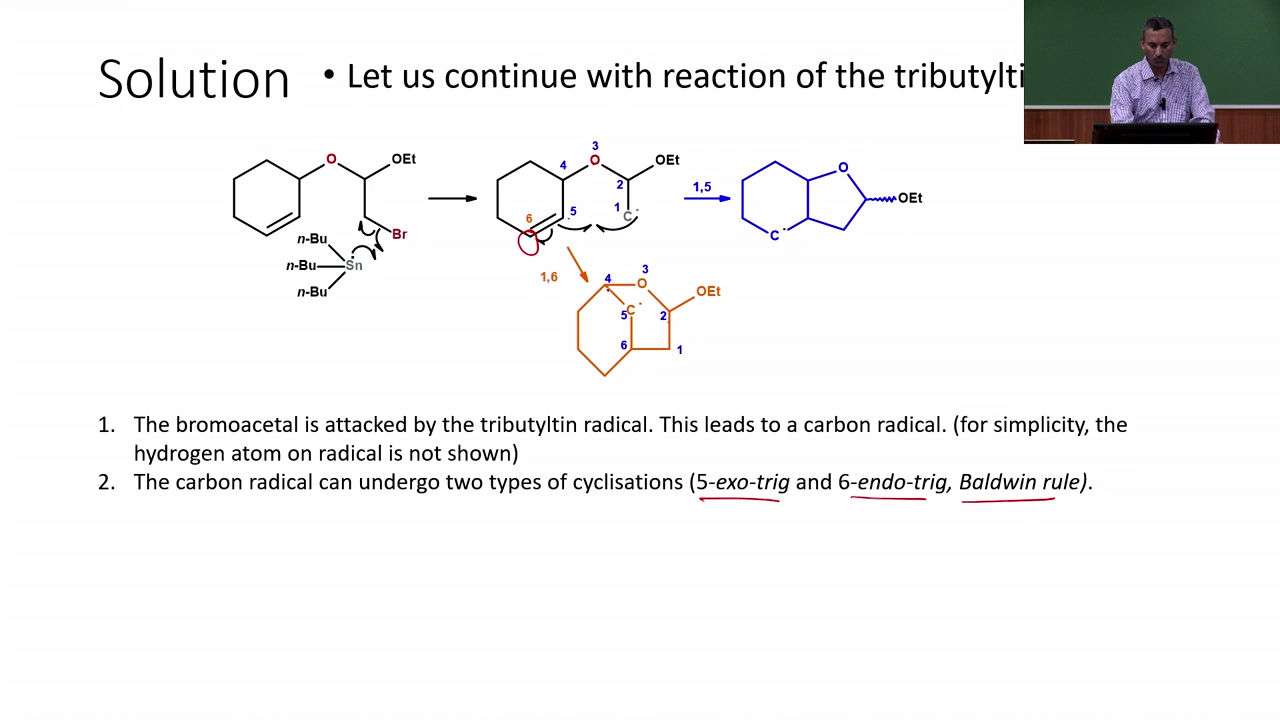 Solution • Let us continue with reaction of the tributylti
O
OEt
Br
n-Bu
n-Bu
Sn
n-Bu
3
4
O
OEt
2
1
C
5
6
1,5
O
OEt
C
1,6
4
3
O
OEt
5
C
2
6
1
1. The bromoacetal is attacked by the tributyltin radical. This leads to a carbon radical. (for simplicity, the
hydrogen atom on radical is not shown)
2. The carbon radical can undergo two types of cyclisations (5-exo-trig and 6-endo-trig, Baldwin rule).